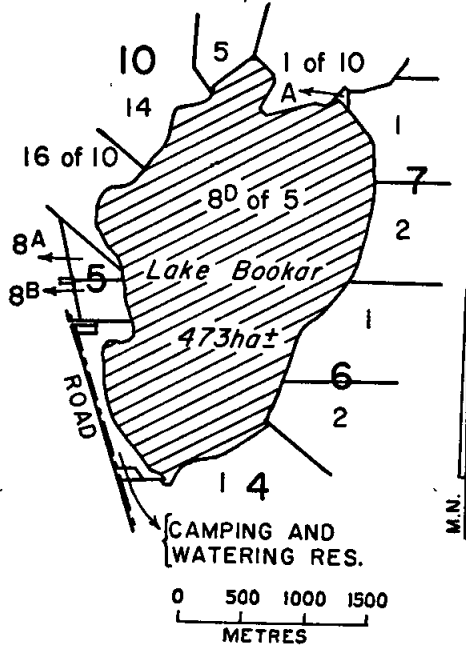 10
5
1 of 10
A
14
1
16 of 10
7
8D of 5
2
8A
5
Lake Bookar
8B
1
473ha±
6
ROAD
2
1 4
M.N.
CAMPING AND
WATERING RES.
0 500 1000 1500
METRES